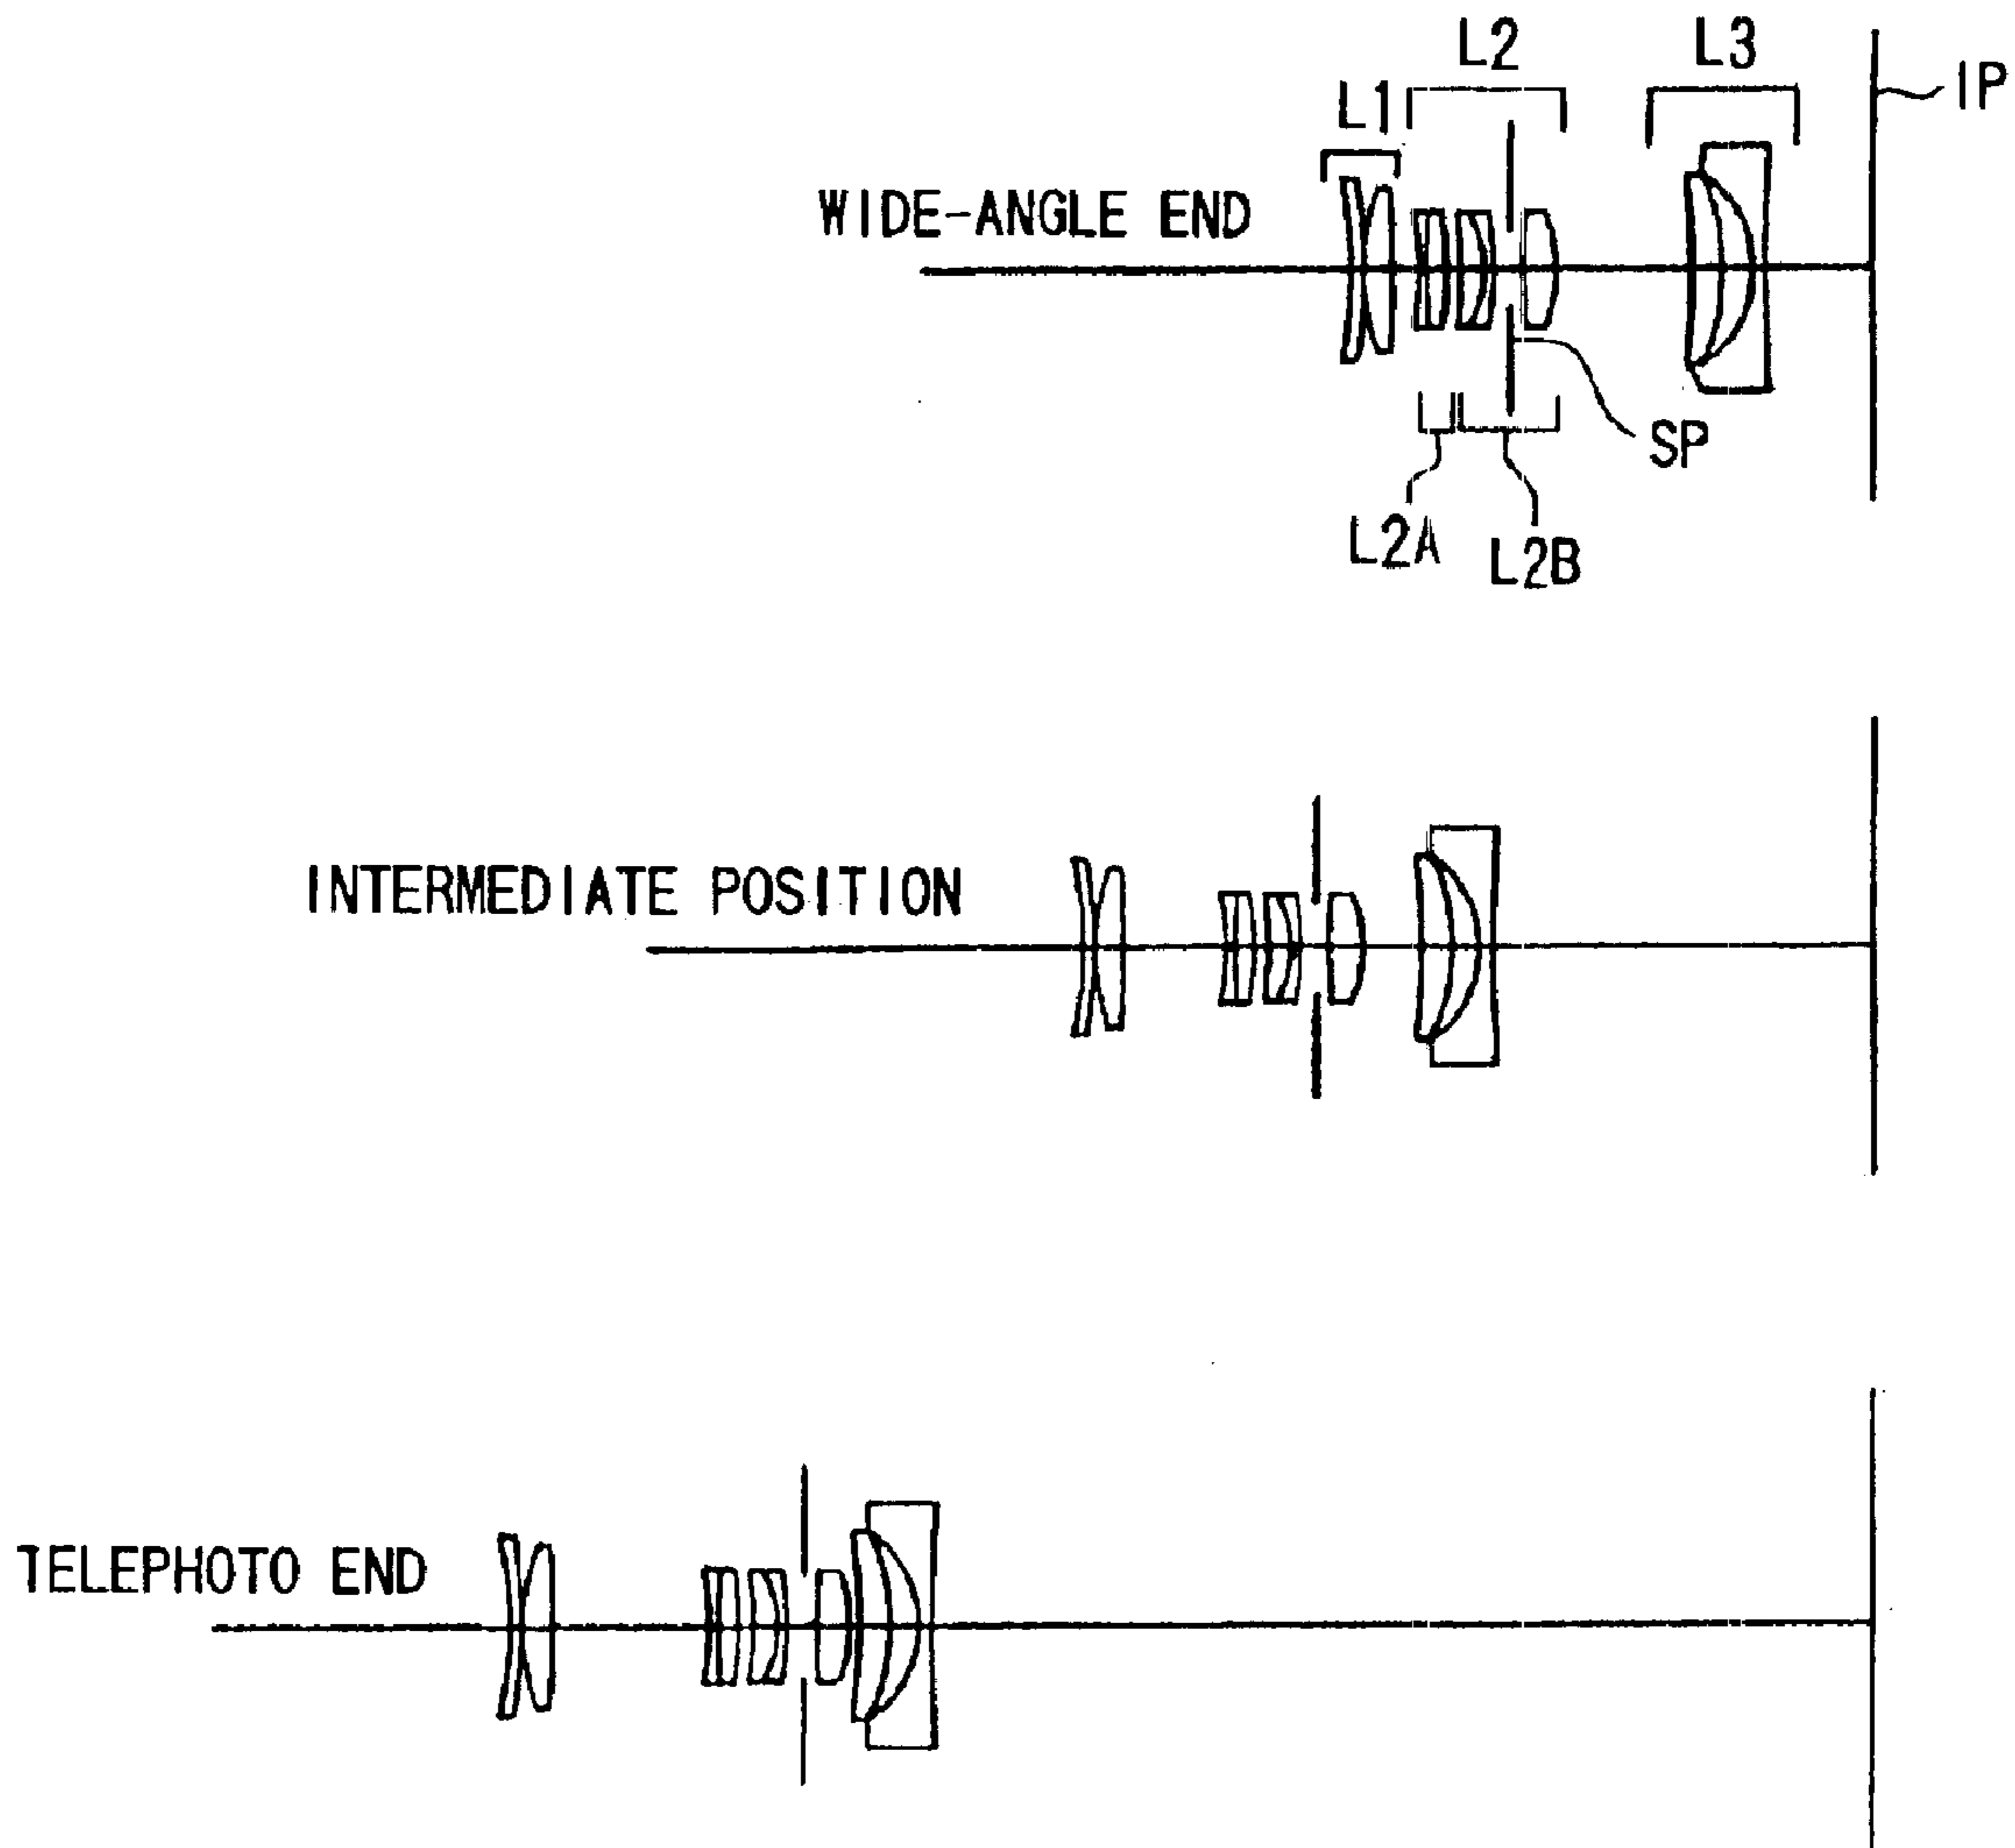 L2
L3
IP
L1
WIDE-ANGLE END
SP
L2A
L2B
INTERMEDIATE POSITION
TELEPHOTO END